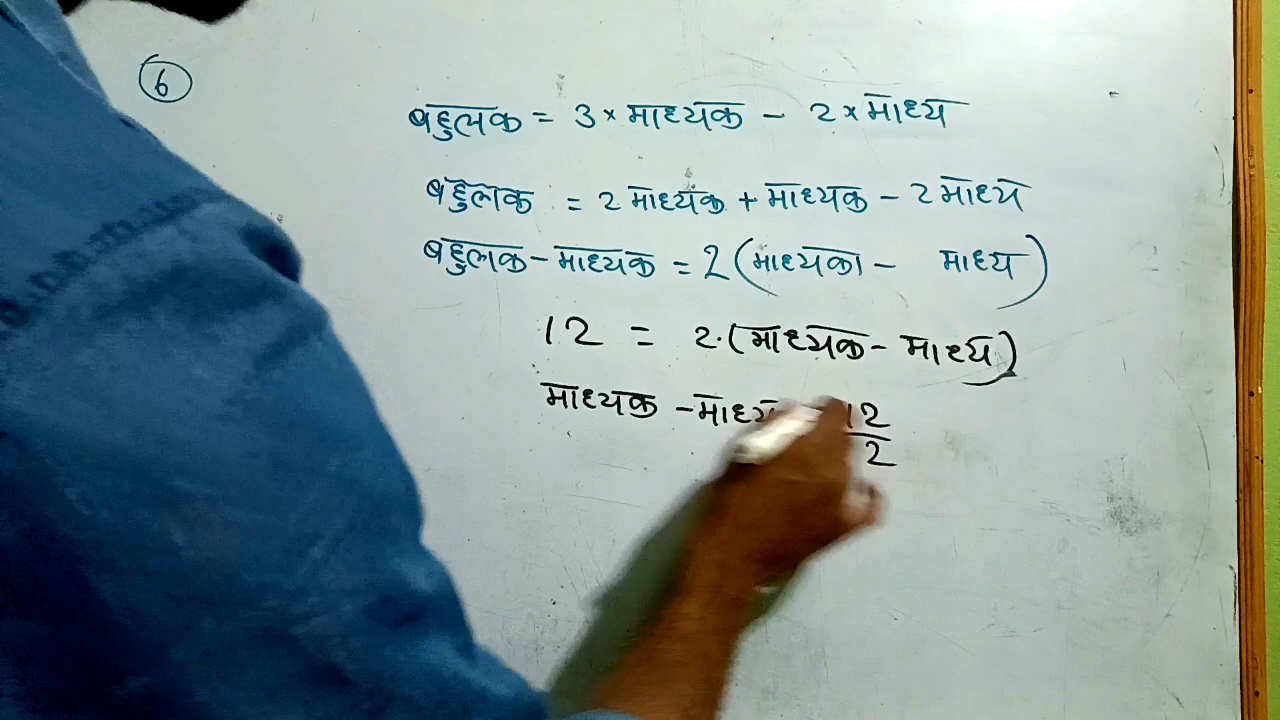 6
बहुलक = 3 × माध्यक - 2 × माध्य
बहुलक = 2 माध्यक + माध्यक - 2 माध्य
बहुलक - माध्यक = 2 (माध्यका - माध्य)
12 = 2.(माध्यक - माध्य)
माध्यक - माध्य 12
2